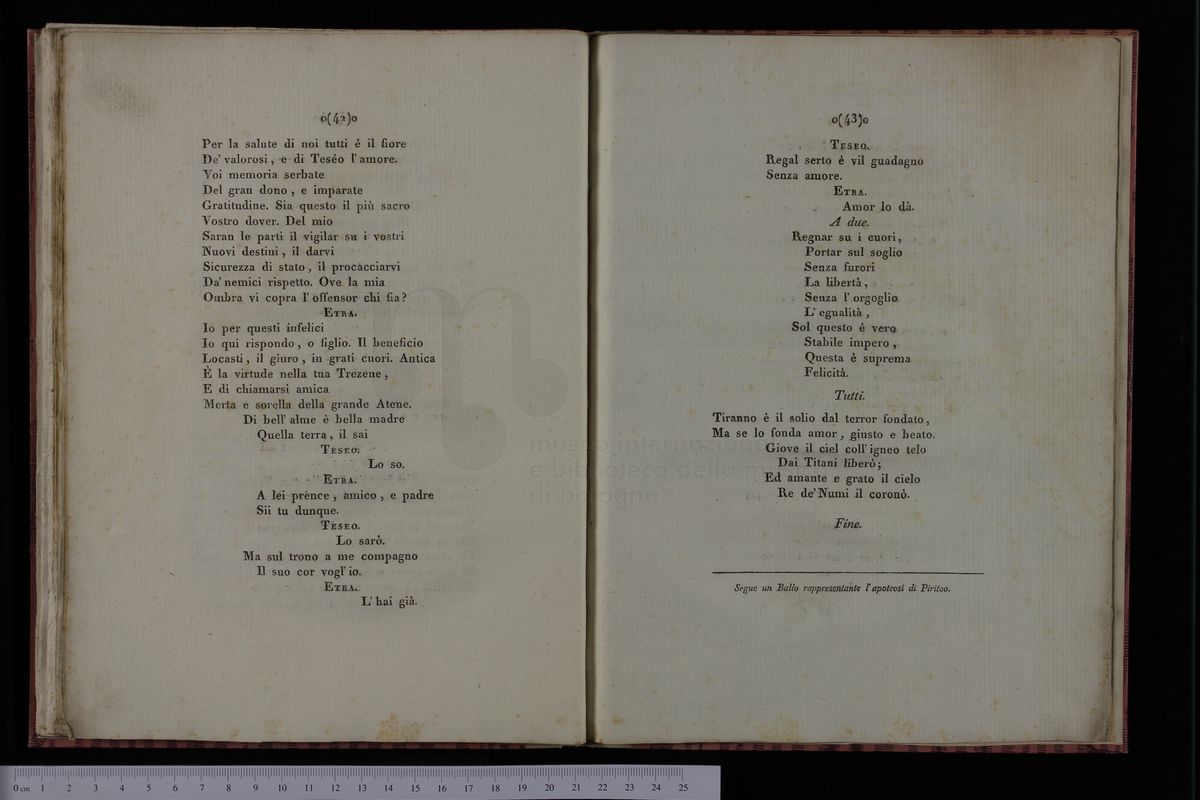 o(42)o
Per la salute di noi tutti è il fiore
De' valorosi, e di Teséo l'amore.
Voi memoria serbate
Del gran dono, e imparate
Gratitudine. Sia questo il più sacro
Vostro dover. Del mio
Saran le parti il vigilar su i vostri
Nuovi destini, il darvi
Sicurezza di stato, il procacciarvi
Da' nemici rispetto. Ove la mia
Ombra vi copra l'offensor chi fia?
ETRA.
Io per questi infelici
Io qui rispondo, o figlio. Il beneficio
Locasti, il giuro, in grati cuori. Antica
È la virtude nella tua Trezene,
E di chiamarsi amica
Merta e sorella della grande Atene.
Di bell'alme è bella madre
Quella terra, il sai
TESEO.
Lo so.
ETRA.
A lei prence, amico, e padre
Sii tu dunque.
TESEO.
Lo sarò.
Ma sul trono a me compagno
Il suo cor vogl'io.
ETRA.
L'hai già.
o(43)o
TESEO.
Regal serto è vil guadagno
Senza amore.
ETRA.
Amor lo dà.
A due.
Regnar su i cuori,
Portar sul soglio
Senza furori
La libertà,
Senza l'orgoglio
L'egualità,
Sol questo è vero
Stabile impero,
Questa è suprema
Felicità.
Tutti.
Tiranno è il solio dal terror fondato,
Ma se lo fonda amor, giusto e beato.
Giove il ciel coll'igneo telo
Dai Titani liberò;
Ed amante e grato il cielo
Re de' Numi il coronò.
Fine.
Segue un Ballo rappresentante l'apoteosi di Piritoo.
museo internazion
e biblioteca della m
di bologna
0 cm 1 2 3 4 5 6 7 8 9 10 11 12 13 14 15 16 17 18 19 20 21 22 23 24 25